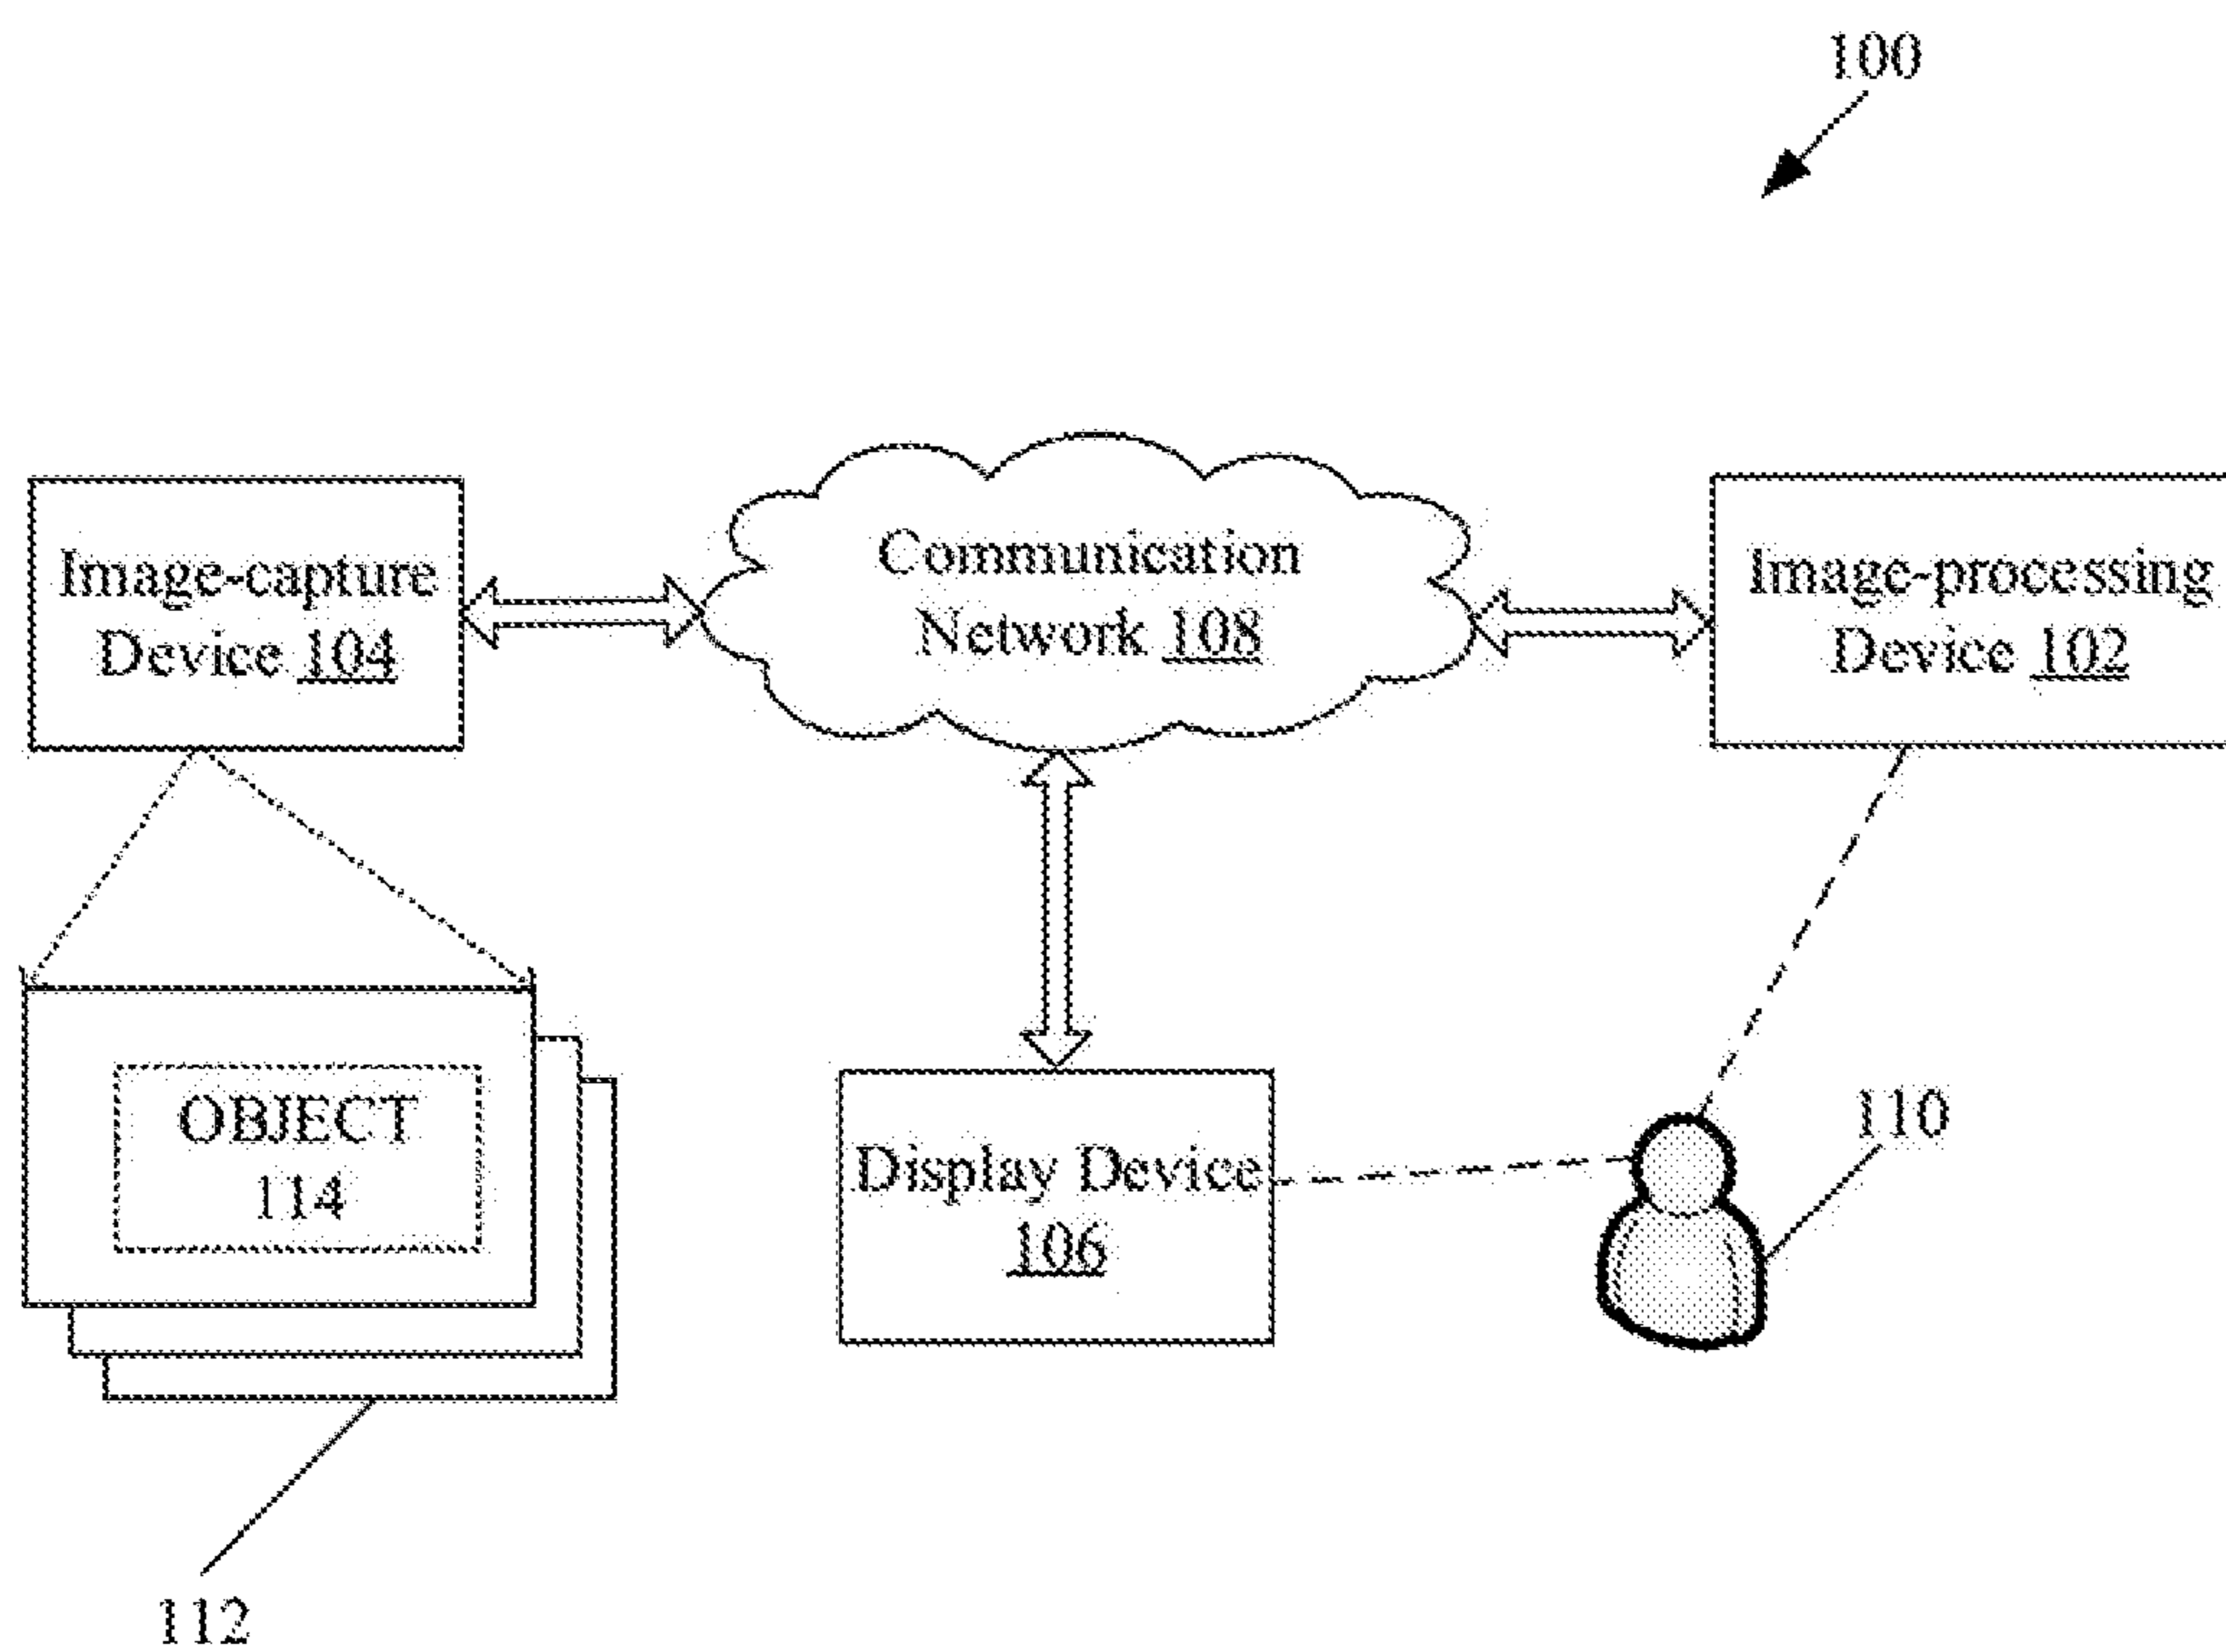 100
Image-capture
Device 104
Communication
Network 108
Image-processing
Device 102
OBJECT
114
Display Device
106
110
112